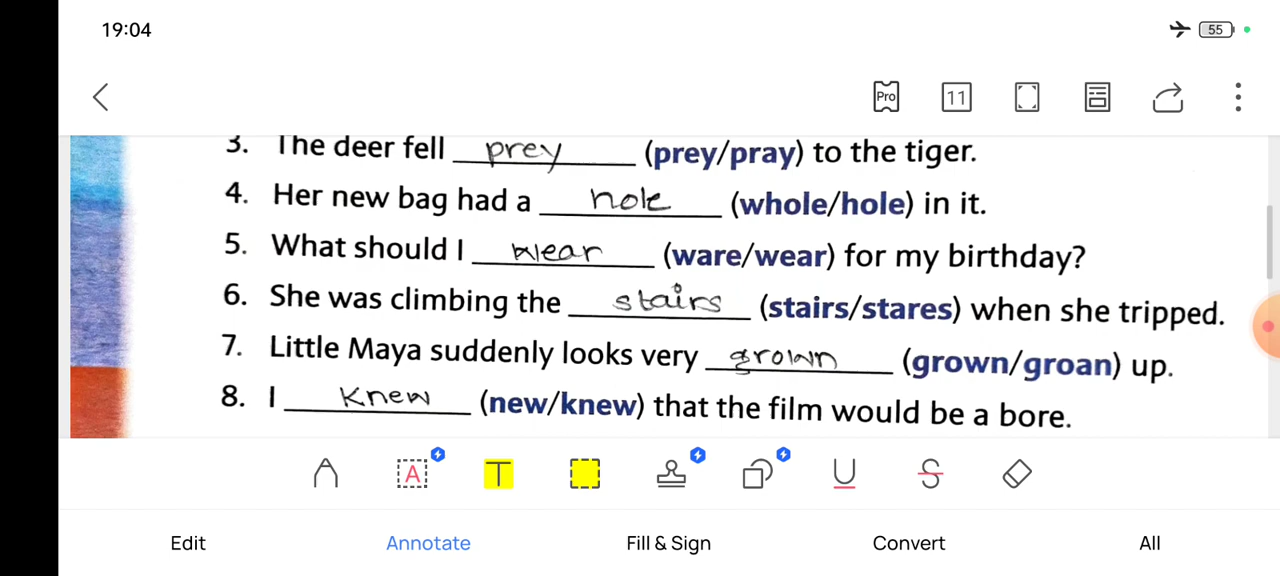 19:04
55
Pro 11
3. The deer fell prey (prey/pray) to the tiger.
4. Her new bag had a hole (whole/hole) in it.
5. What should I wear (ware/wear) for my birthday?
6. She was climbing the stairs (stairs/stares) when she tripped.
7. Little Maya suddenly looks very grown (grown/groan) up.
8. I knew (new/knew) that the film would be a bore.
A T U S
Edit Annotate Fill & Sign Convert All